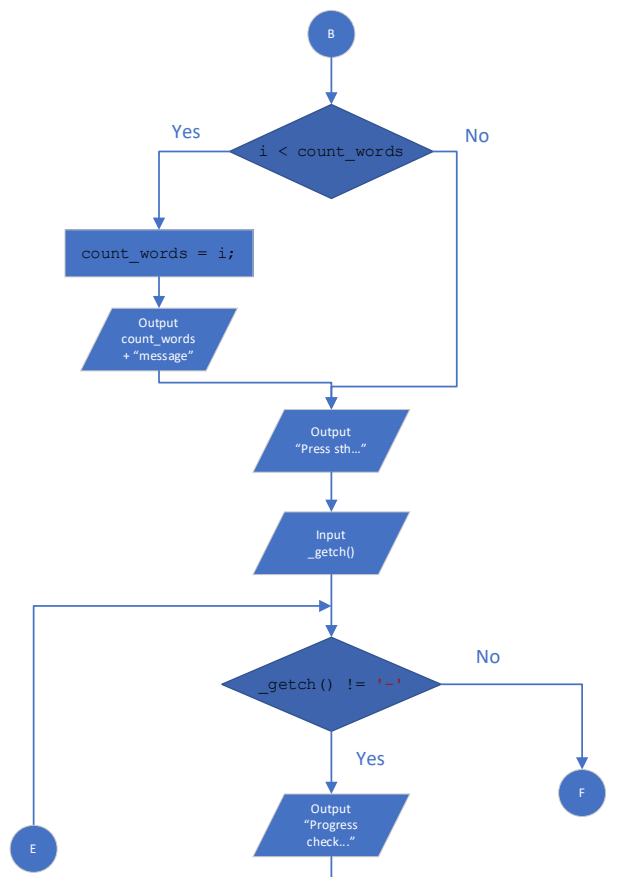 B
i < count_words
Yes
No
count_words = i;
Output
count_words
+ “message”
Output
“Press sth…”
Input
_getch()
_getch() != '-'
No
Yes
F
Output
“Progress
check...”
E